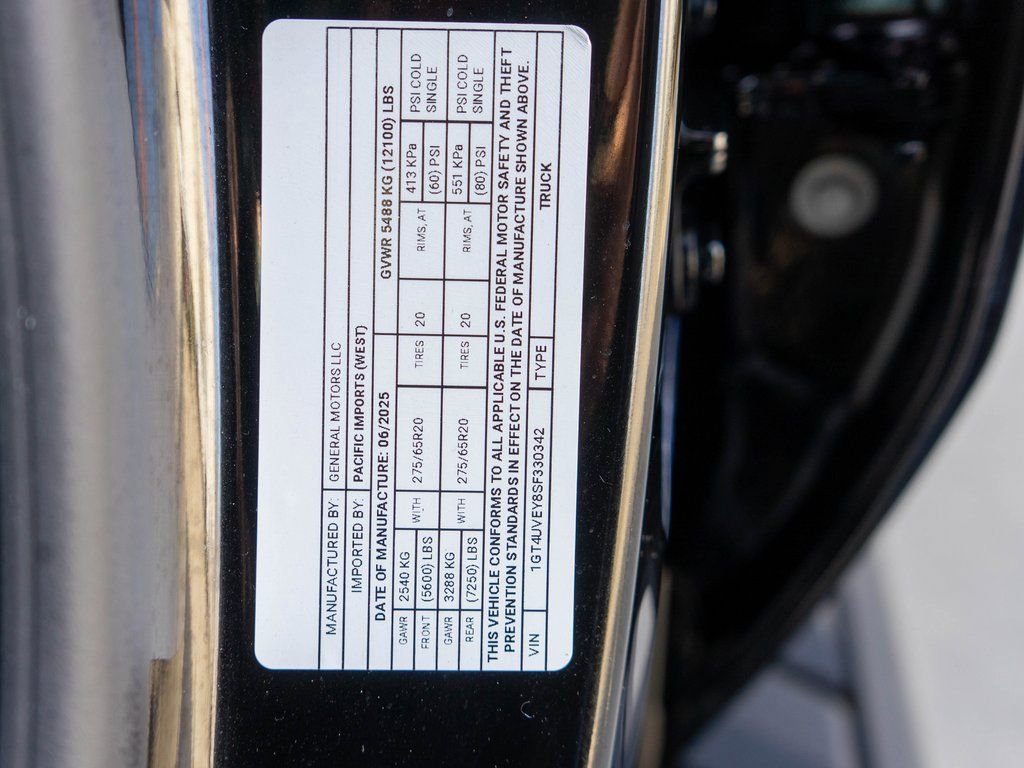 MANUFACTURED BY: GENERAL MOTORS LLC
IMPORTED BY: PACIFIC IMPORTS (WEST)
DATE OF MANUFACTURE: 06/2025 GVWR 5488 KG (12100) LBS
GAWR 2540 KG WITH 275/65R20 TIRES 20 RIMS, AT 413 KPa PSI COLD
FRONT (5600) LBS (60) PSI SINGLE
GAWR 3288 KG WITH 275/65R20 TIRES 20 RIMS, AT 551 KPa PSI COLD
REAR (7250) LBS (80) PSI SINGLE
THIS VEHICLE CONFORMS TO ALL APPLICABLE U.S. FEDERAL MOTOR SAFETY AND THEFT
PREVENTION STANDARDS IN EFFECT ON THE DATE OF MANUFACTURE SHOWN ABOVE.
VIN 1GT4UVEY8SF330342 TYPE TRUCK